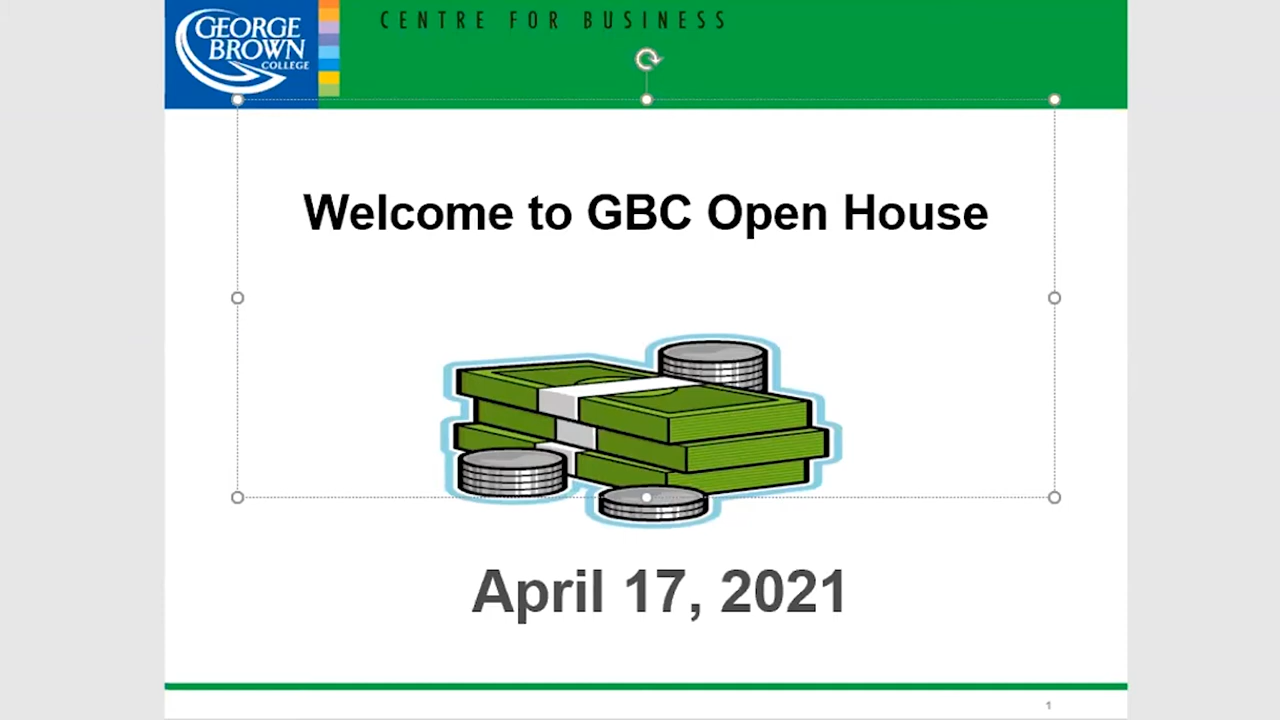 GEORGE
BROWN
COLLEGE
CENTRE FOR BUSINESS
Welcome to GBC Open House
April 17, 2021
1